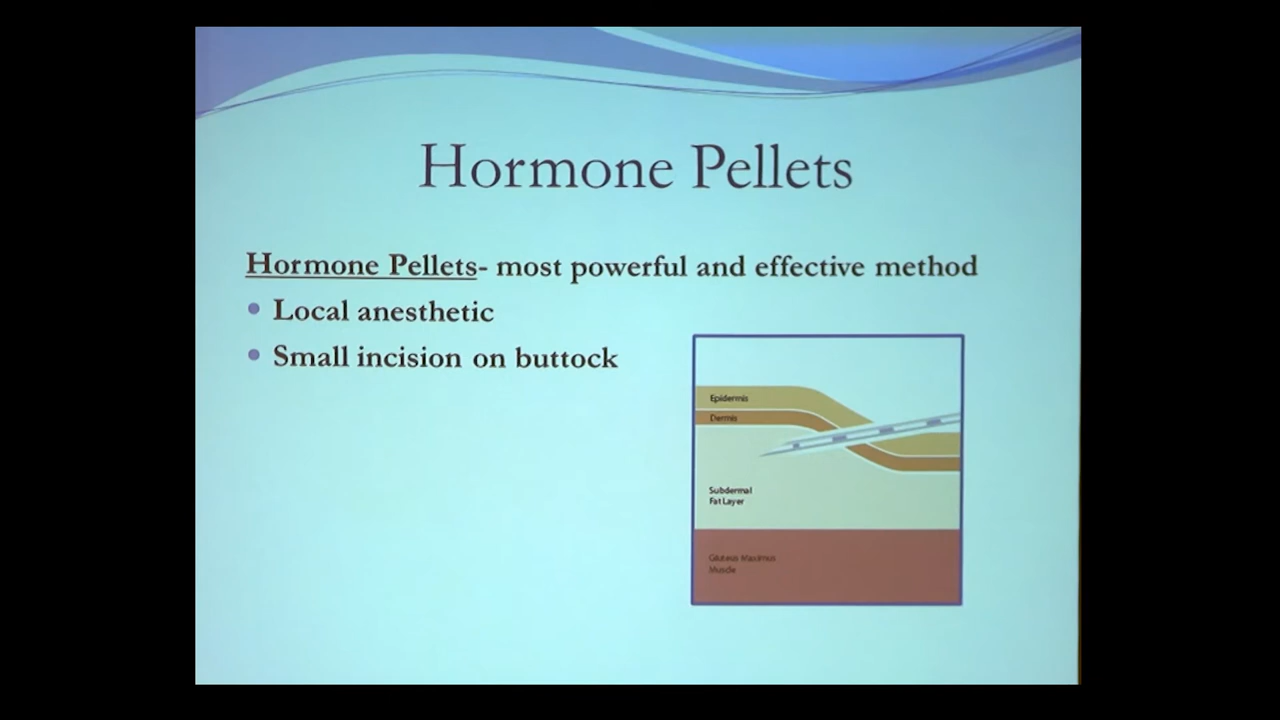 Hormone Pellets
Hormone Pellets- most powerful and effective method
Local anesthetic
Small incision on buttock
Epidermis
Dermis
Subdermal
Fat Layer
Gluteus Maximus
Muscle